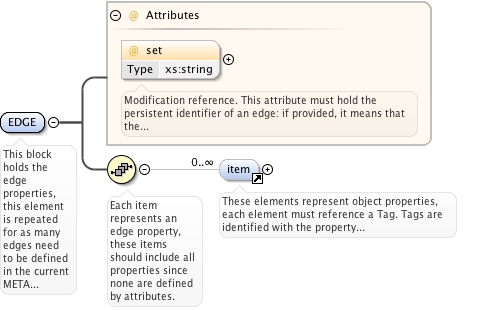 @ Attributes
@ set
Type xs:string
Modification reference. This attribute must hold the
persistent identifier of an edge: if provided, it means that
the...
EDGE
This block
holds the
edge
properties,
this element
is repeated
for as many
edges need
to be defined
in the current
META...
0..∞
item
Each item
represents an
edge property,
these items
should include all
properties since
none are defined
by attributes.
These elements represent object properties,
each element must reference a Tag. Tags are
identified with the property...